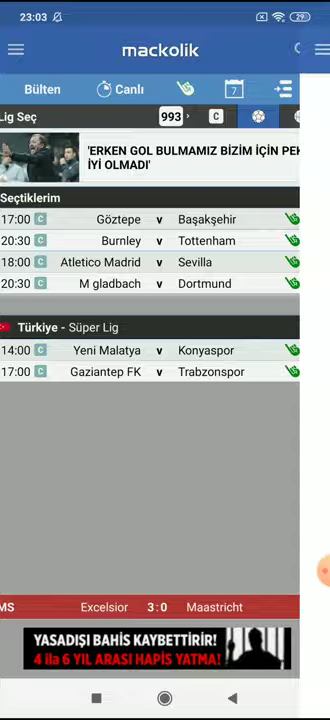 23:03
29
mackolik
Bülten
Canlı
7
Lig Seç
993
C
'ERKEN GOL BULMAMIZ BİZİM İÇİN PEK
İYİ OLMADI'
Seçtiklerim
17:00 C Göztepe v Başakşehir
20:30 C Burnley v Tottenham
18:00 C Atletico Madrid v Sevilla
20:30 C M gladbach v Dortmund
Türkiye - Süper Lig
14:00 C Yeni Malatya v Konyaspor
17:00 C Gaziantep FK v Trabzonspor
MS Excelsior 3:0 Maastricht
YASADIŞI BAHİS KAYBETTİRİR!
4 ila 6 YIL ARASI HAPİS YATMA!